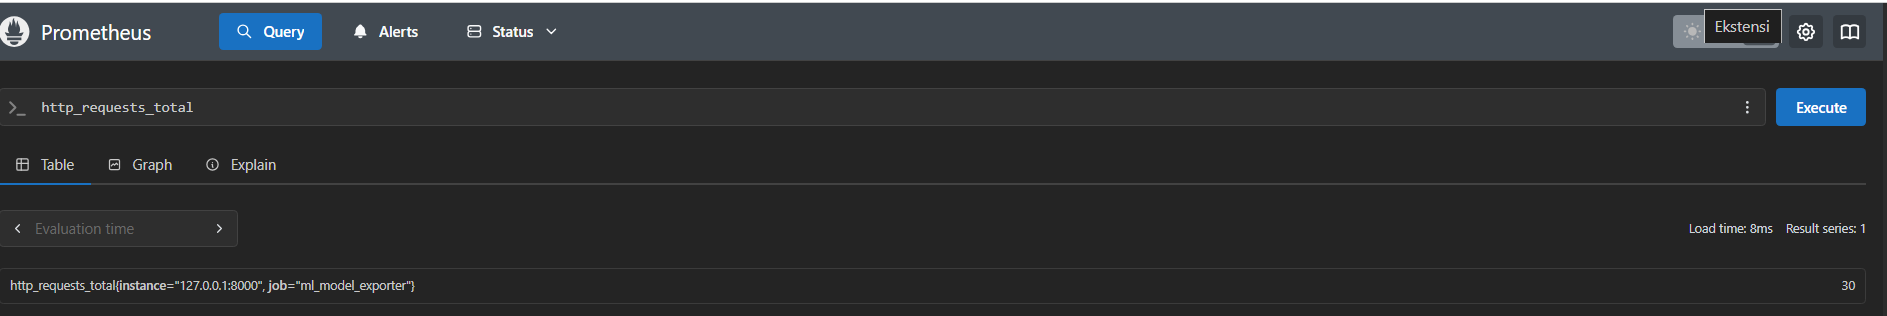 Prometheus Query Alerts Status Ekstensi
http_requests_total Execute
Table Graph Explain
Evaluation time Load time: 8ms Result series: 1
http_requests_total{instance="127.0.0.1:8000", job="ml_model_exporter"} 30